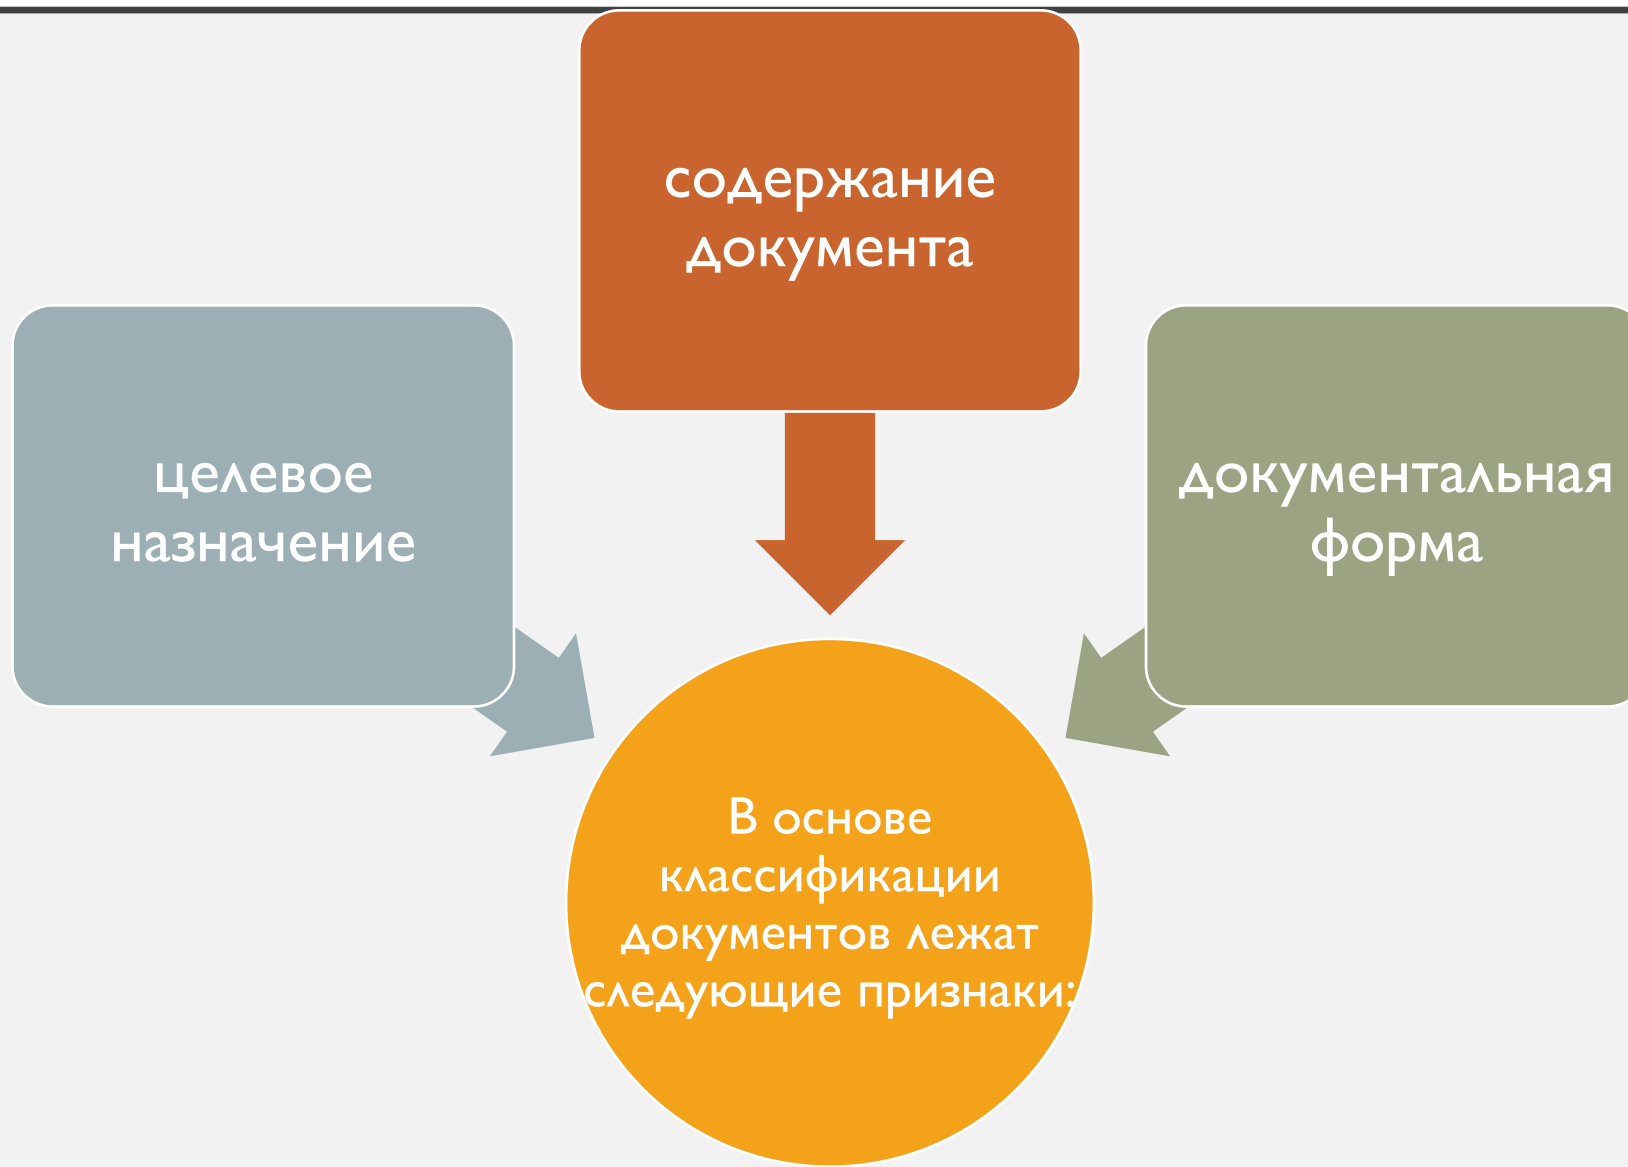 содержание
документа
целевое
назначение
документальная
форма
В основе
классификации
документов лежат
следующие признаки: